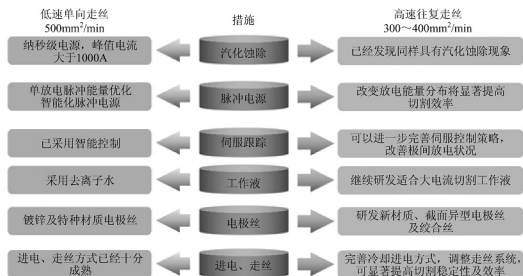 低速单向走丝
500mm²/min
措施
高速往复走丝
300～400mm²/min
纳秒级电源，峰值电流
大于1000A
汽化蚀除
已经发现同样具有汽化蚀除现象
单放电脉冲能量优化
智能化脉冲电源
脉冲电源
改变放电能量分布将显著提高
切割效率
已采用智能控制
伺服跟踪
可以进一步完善伺服控制策略，
改善极间放电状况
采用去离子水
工作液
继续研发适合大电流切割工作液
镀锌及特种材质电极丝
电极丝
研发新材质、截面异型电极丝
及绞合丝
进电、走丝方式已经十分
成熟
进电、走丝
完善冷却进电方式，调整走丝系统，
可显著提高切割稳定性及效率